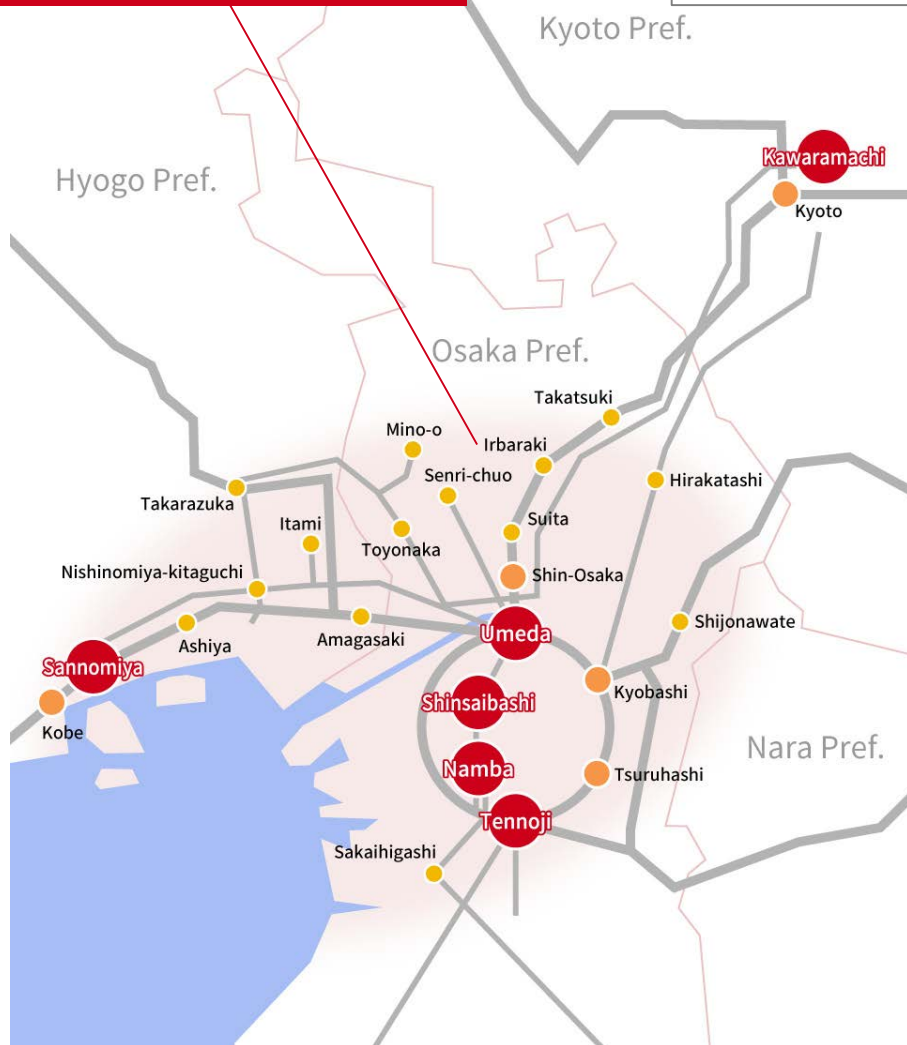 Kyoto Pref.
Kawaramachi
Hyogo Pref.
Kyoto
Osaka Pref.
Takatsuki
Mino-o
Irbaraki
Senri-chuo
Hirakatashi
Takarazuka
Itami
Suita
Toyonaka
Nishinomiya-kitaguchi
Shin-Osaka
Shijonawate
Umeda
Ashiya
Amagasaki
Sannomiya
Kyobashi
Shinsaibashi
Kobe
Nara Pref.
Namba
Tsuruhashi
Tennoji
Sakaihigashi